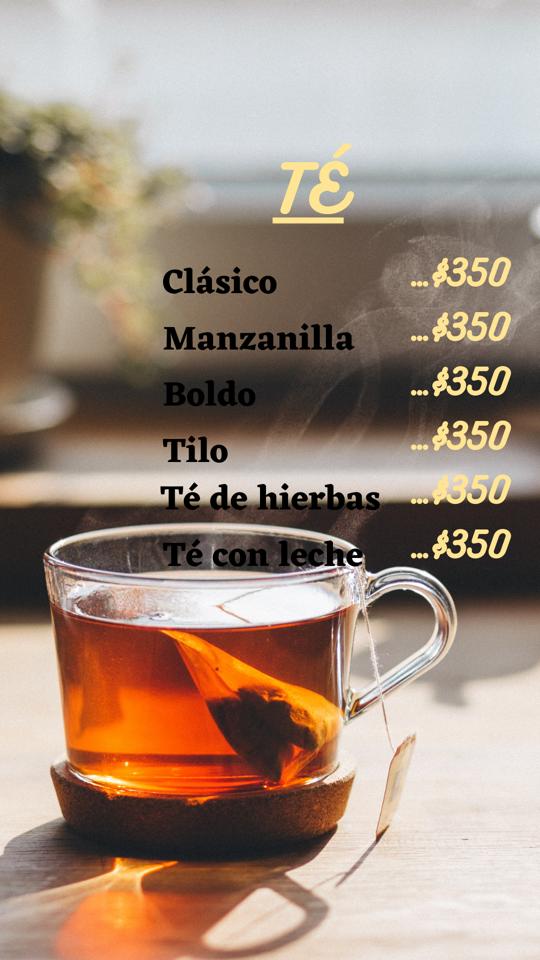 TÉ
Clásico ...$350
Manzanilla ...$350
Boldo ...$350
Tilo ...$350
Té de hierbas ...$350
Té con leche ...$350